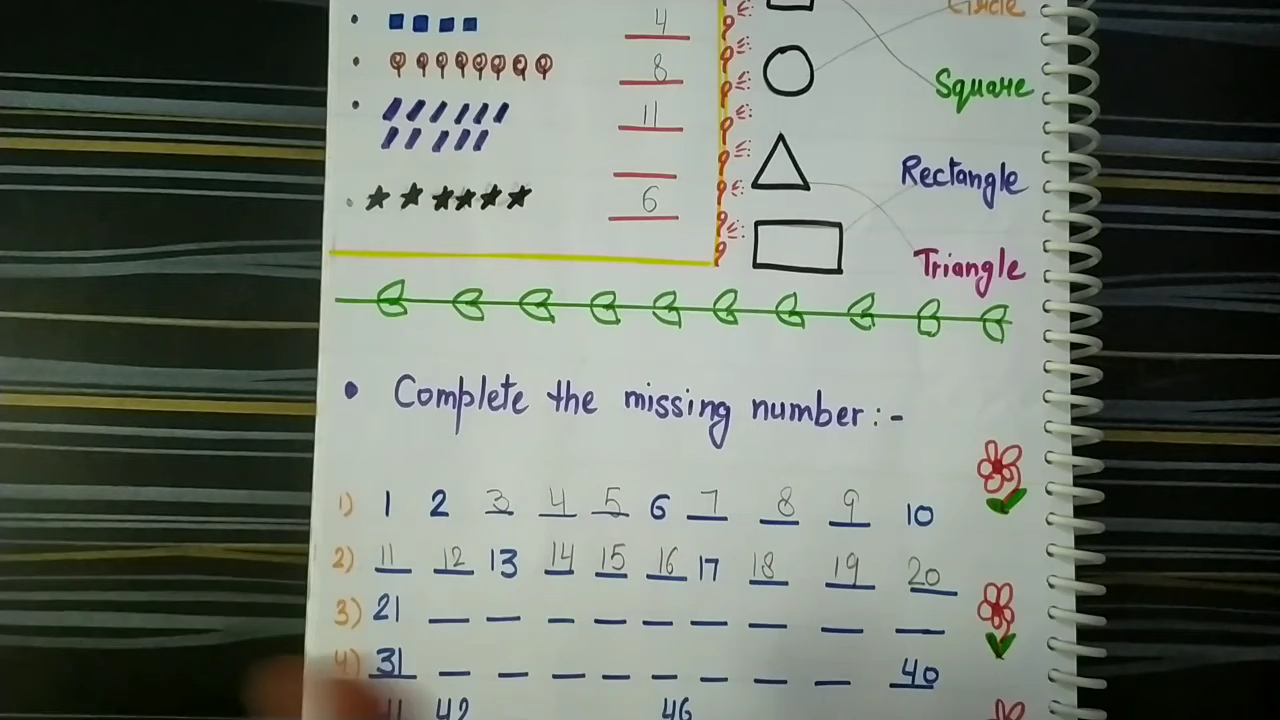 4
8
11
6
Circle
Square
Rectangle
Triangle
• Complete the missing number:-
1) 1 2 3 4 5 6 7 8 9 10
2) 11 12 13 14 15 16 17 18 19 20
3) 21 _ _ _ _ _ _ _ _ _
4) 31 _ _ _ _ _ _ _ _ 40
41 42 46